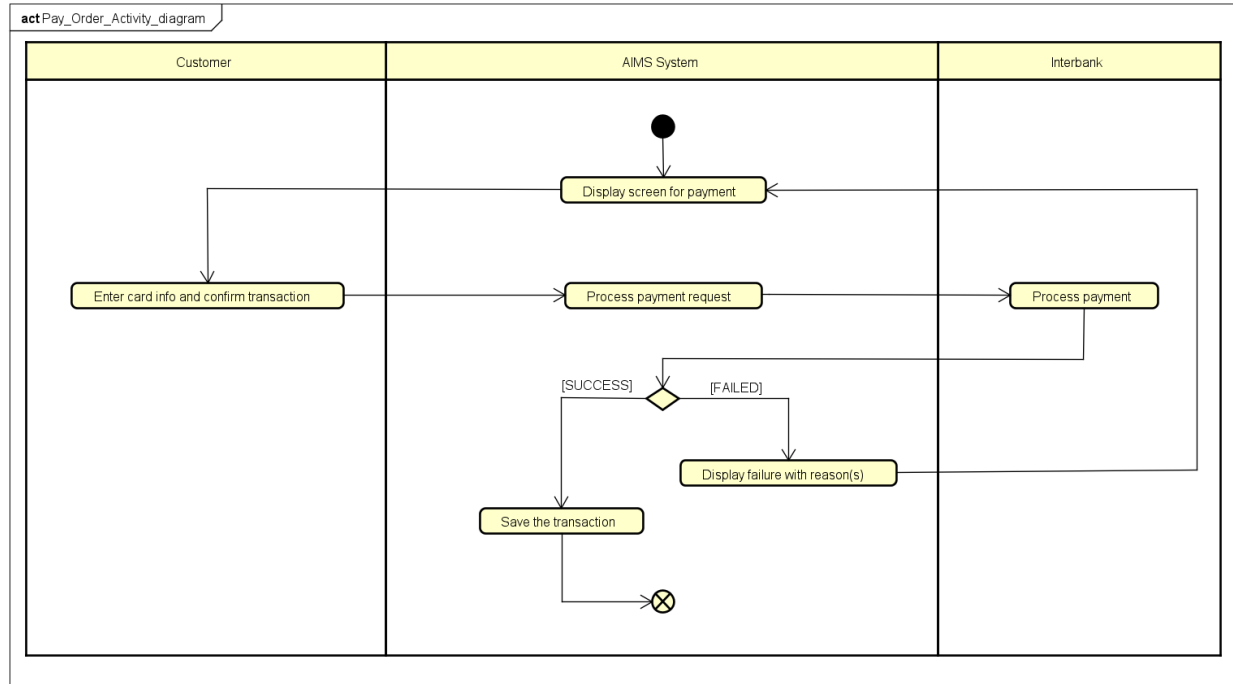 act Pay_Order_Activity_diagram
Customer
AIMS System
Interbank
Display screen for payment
Enter card info and confirm transaction
Process payment request
Process payment
[SUCCESS]
[FAILED]
Display failure with reason(s)
Save the transaction